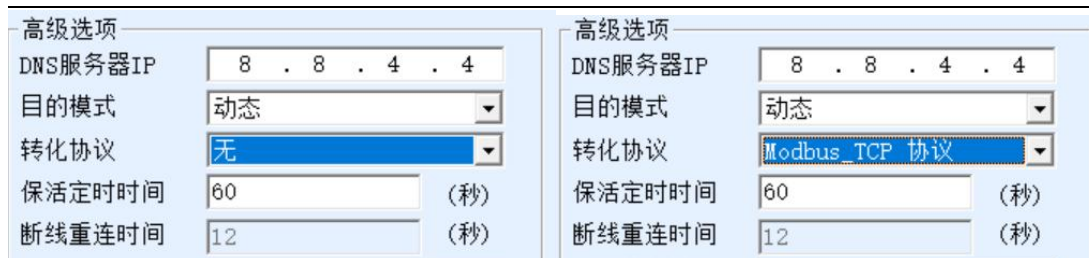 高级选项
DNS服务器IP 8 . 8 . 4 . 4
目的模式 动态
转化协议 无
保活定时时间 60 (秒)
断线重连时间 12 (秒)
高级选项
DNS服务器IP 8 . 8 . 4 . 4
目的模式 动态
转化协议 Modbus_TCP 协议
保活定时时间 60 (秒)
断线重连时间 12 (秒)